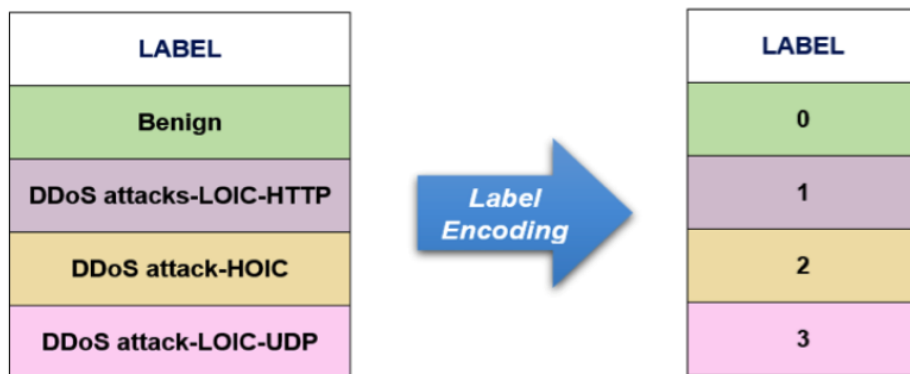 LABEL
Benign
DDoS attacks-LOIC-HTTP
DDoS attack-HOIC
DDoS attack-LOIC-UDP
Label
Encoding
LABEL
0
1
2
3